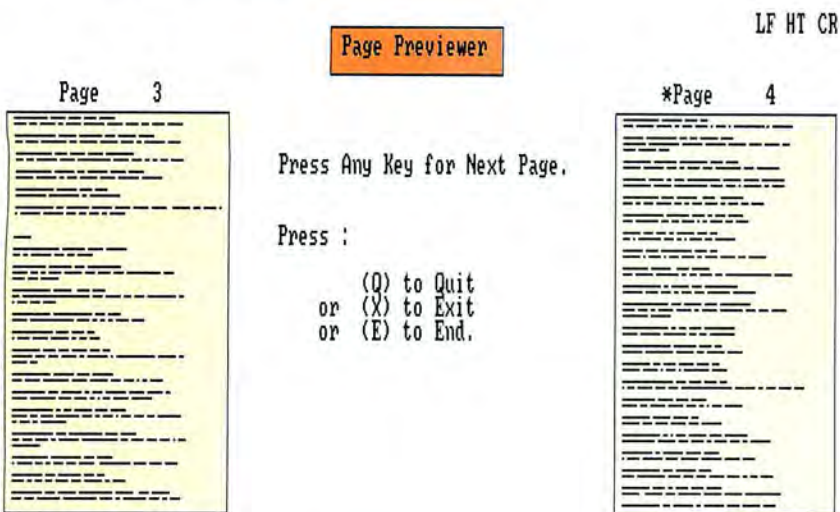 LF HT CR
Page Previewer
Page 3
*Page 4
Press Any Key for Next Page.
Press :
(Q) to Quit
or (X) to Exit
or (E) to End.